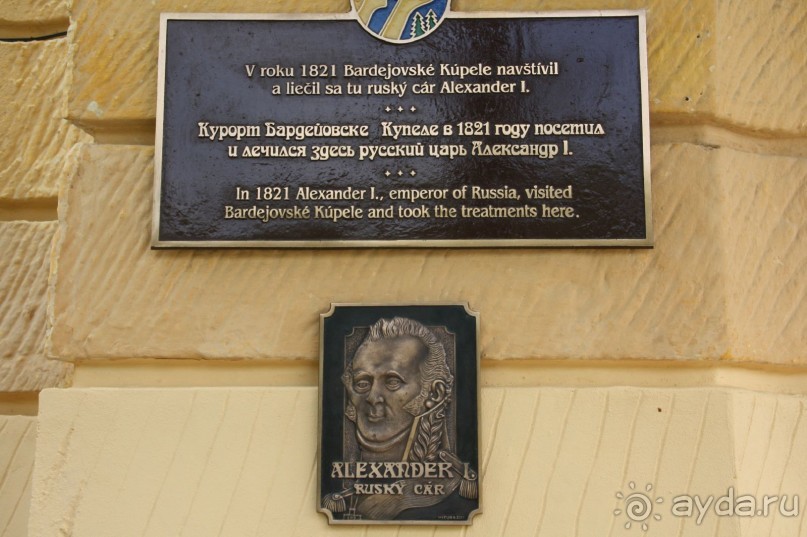 V roku 1821 Bardejovské Kúpele navštívil
a liečil sa tu ruský cár Alexander I.
Курорт Бардейовске Купеле в 1821 году посетил
и лечился здесь русский царь Александр I.
In 1821 Alexander I., emperor of Russia, visited
Bardejovské Kúpele and took the treatments here.
ALEXANDER I.
RUSKÝ CÁR
ayda.ru